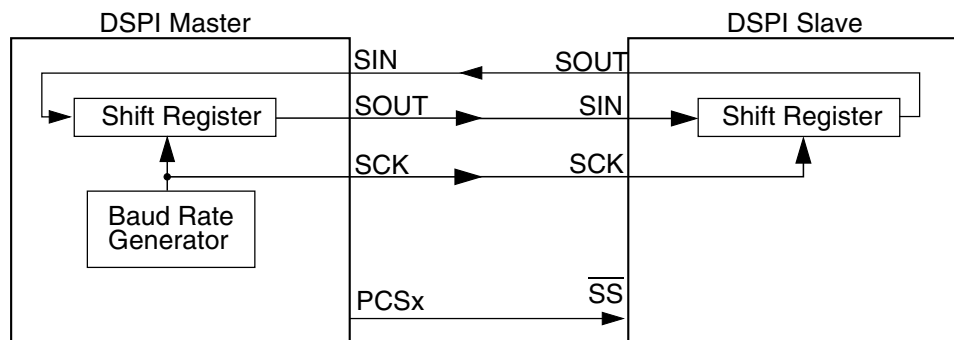 DSPI Master
DSPI Slave
SIN
SOUT
Shift Register
SOUT
SIN
Shift Register
SCK
SCK
Baud Rate
Generator
PCSx
SS